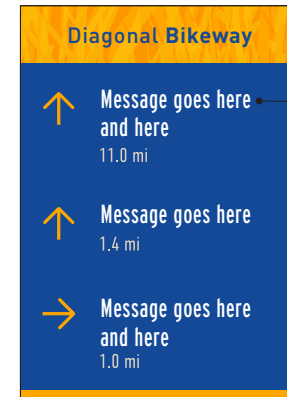 Diagonal Bikeway
Message goes here
and here
11.0 mi
Message goes here
1.4 mi
Message goes here
and here
1.0 mi